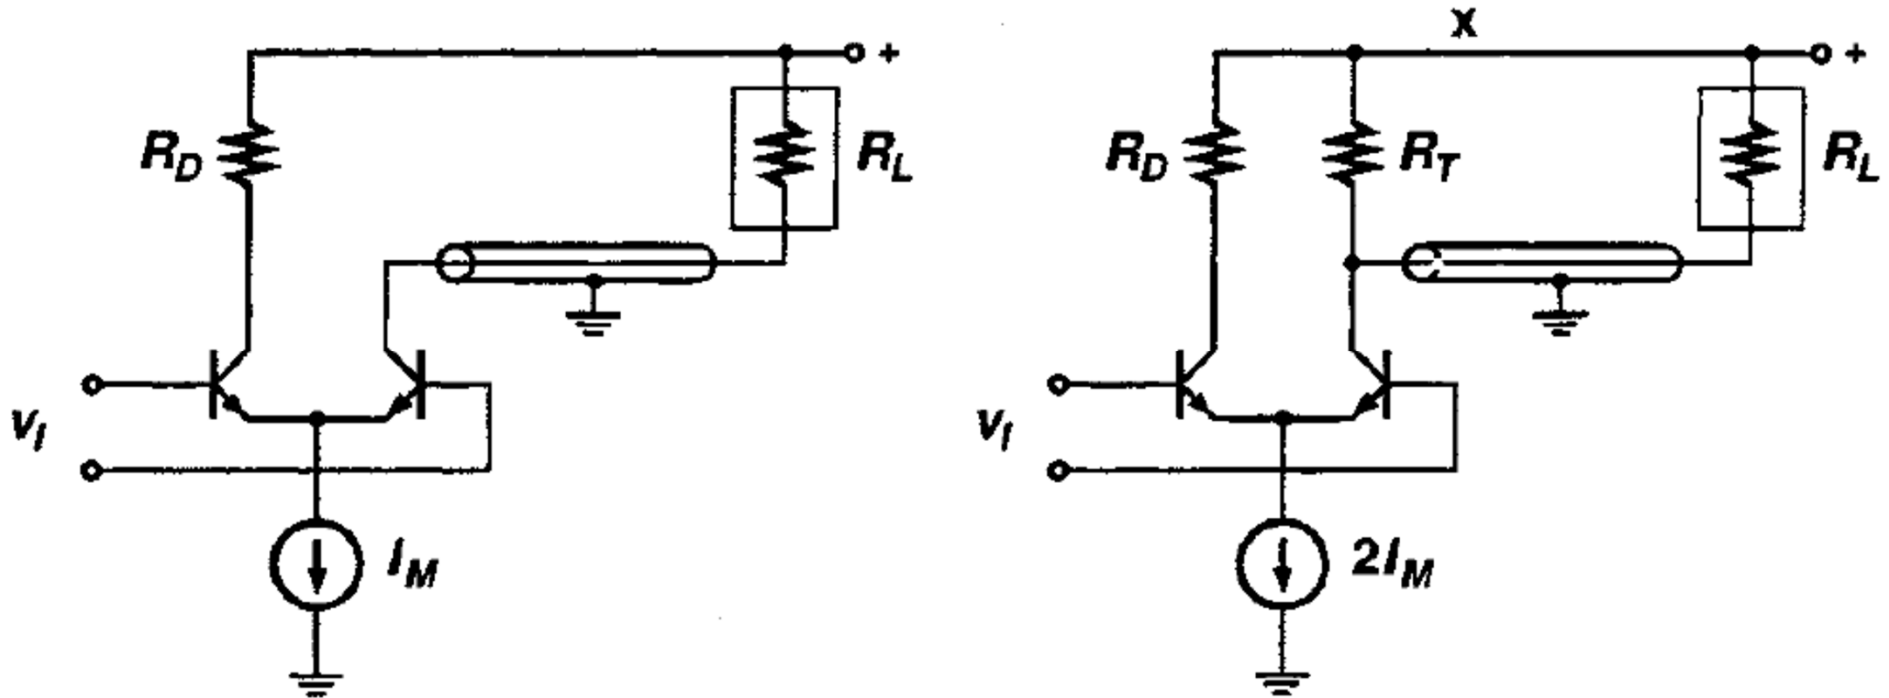 X
+
+
R_D
R_L
R_D
R_T
R_L
v_I
v_I
I_M
2I_M